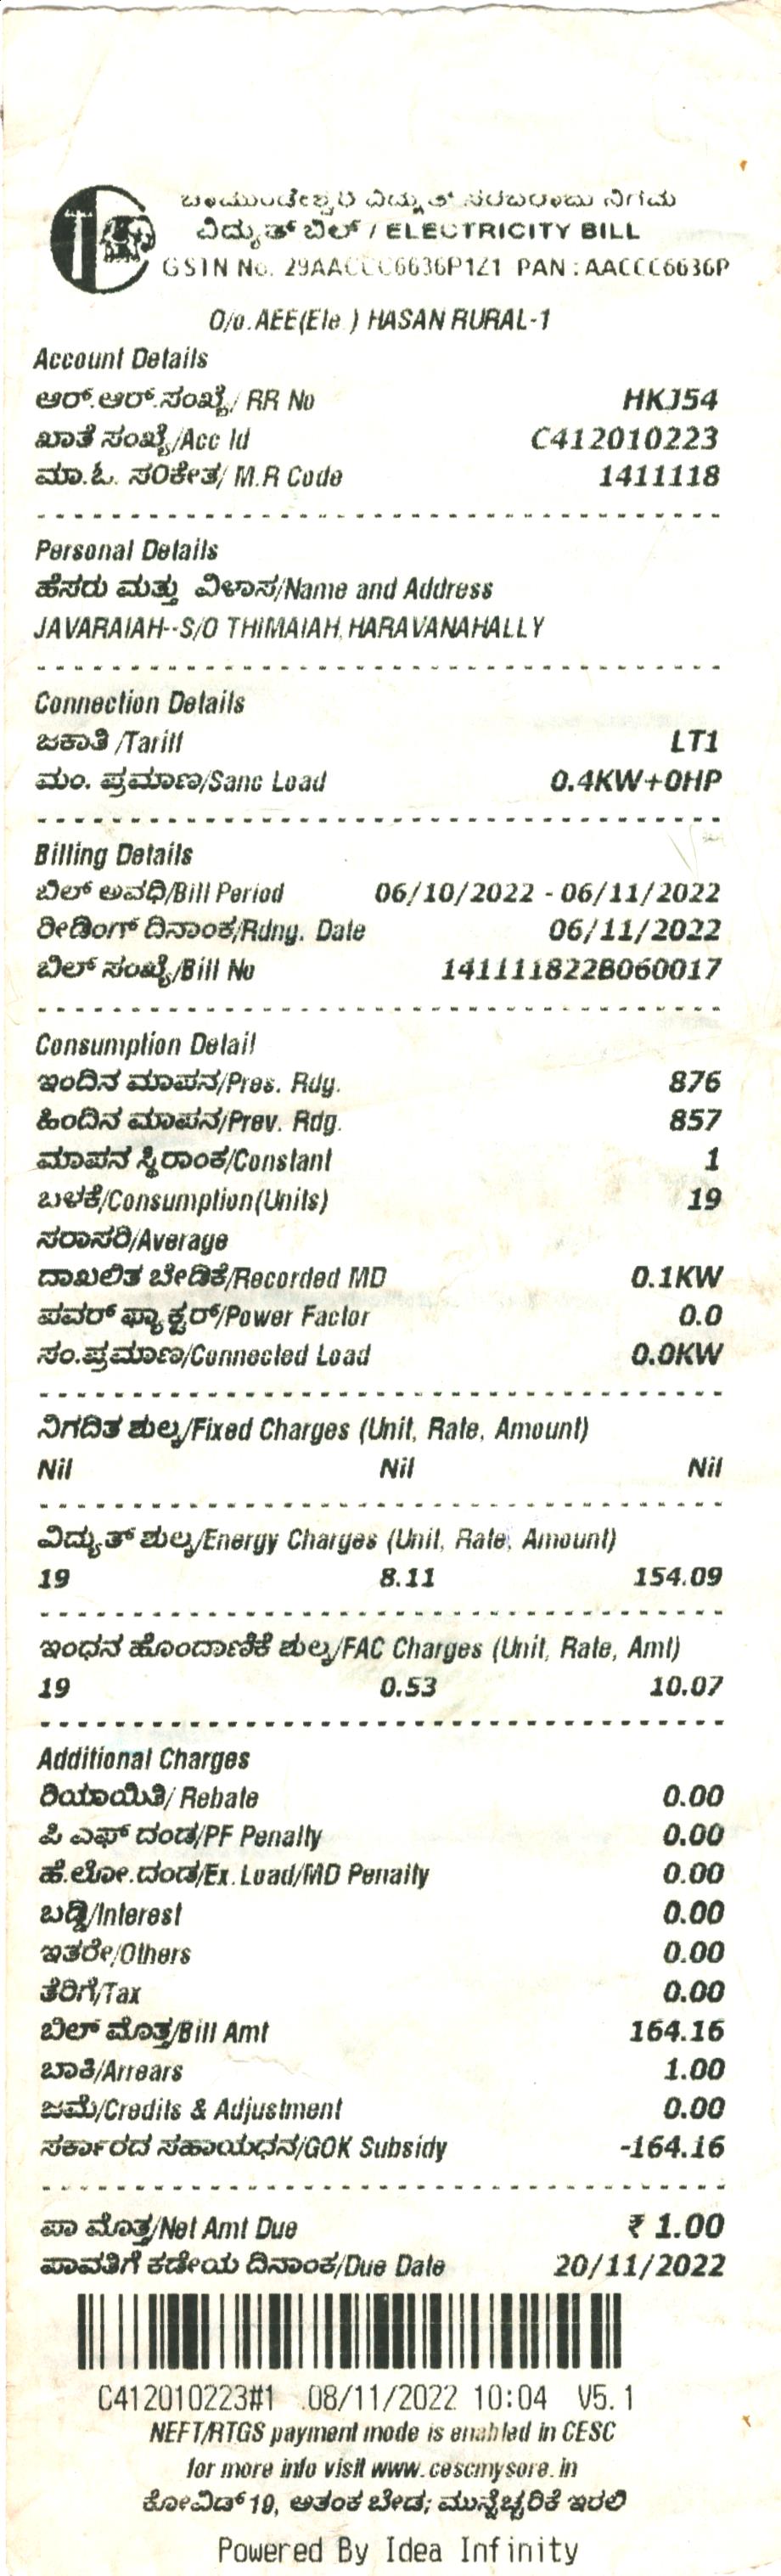 ಚಾಮುಂಡೇಶ್ವರಿ ವಿದ್ಯುತ್ ಸರಬರಾಜು ನಿಗಮ
ವಿದ್ಯುತ್ ಬಿಲ್ / ELECTRICITY BILL
GSTN No. 29AACCC6636P1Z1 PAN : AACCC6636P
O/o.AEE(Ele ) HASAN RURAL-1
Account Details
ಆರ್.ಆರ್.ಸಂಖ್ಯೆ/ RR No HKJ54
ಖಾತೆ ಸಂಖ್ಯೆ/Acc Id C412010223
ಮಾ.ಓ. ಸಂಕೇತ/ M.R Code 1411118
Personal Details
ಹೆಸರು ಮತ್ತು ವಿಳಾಸ/Name and Address
JAVARAIAH--S/O THIMAIAH, HARAVANAHALLY
Connection Details
ಜಕಾತಿ /Tariff LT1
ಮಂ. ಪ್ರಮಾಣ/Sanc Load 0.4KW+0HP
Billing Details
ಬಿಲ್ ಅವಧಿ/Bill Period 06/10/2022 - 06/11/2022
ರೀಡಿಂಗ್ ದಿನಾಂಕ/Rdng. Date 06/11/2022
ಬಿಲ್ ಸಂಖ್ಯೆ/Bill No 141111822B060017
Consumption Detail
ಇಂದಿನ ಮಾಪನ/Pres. Rdg. 876
ಹಿಂದಿನ ಮಾಪನ/Prev. Rdg. 857
ಮಾಪನ ಸ್ಥಿರಾಂಕ/Constant 1
ಬಳಕೆ/Consumption(Units) 19
ಸರಾಸರಿ/Average
ದಾಖಲಿತ ಬೇಡಿಕೆ/Recorded MD 0.1KW
ಪವರ್ ಫ್ಯಾಕ್ಟರ್/Power Factor 0.0
ಸಂ.ಪ್ರಮಾಣ/Connected Load 0.0KW
ನಿಗದಿತ ಶುಲ್ಕ/Fixed Charges (Unit, Rate, Amount)
Nil Nil Nil
ವಿದ್ಯುತ್ ಶುಲ್ಕ/Energy Charges (Unit, Rate, Amount)
19 8.11 154.09
ಇಂಧನ ಹೊಂದಾಣಿಕೆ ಶುಲ್ಕ/FAC Charges (Unit, Rate, Amt)
19 0.53 10.07
Additional Charges
ರಿಯಾಯಿತಿ/ Rebate 0.00
ಪಿ ಎಫ್ ದಂಡ/PF Penalty 0.00
ಹೆ.ಲೋ.ದಂಡ/Ex. Load/MD Penalty 0.00
ಬಡ್ಡಿ/Interest 0.00
ಇತರೇ/Others 0.00
ತೆರಿಗೆ/Tax 0.00
ಬಿಲ್ ಮೊತ್ತ/Bill Amt 164.16
ಬಾಕಿ/Arrears 1.00
ಜಮೆ/Credits & Adjustment 0.00
ಸರ್ಕಾರದ ಸಹಾಯಧನ/GOK Subsidy -164.16
ಪಾ ಮೊತ್ತ/Net Amt Due ₹ 1.00
ಪಾವತಿಗೆ ಕಡೇಯ ದಿನಾಂಕ/Due Date 20/11/2022
C412010223#1 08/11/2022 10:04 V5.1
NEFT/RTGS payment mode is enabled in CESC
for more info visit www.cescmysore.in
ಕೋವಿಡ್ 19, ಆತಂಕ ಬೇಡ; ಮುನ್ನೆಚ್ಚರಿಕೆ ಇರಲಿ
Powered By Idea Infinity